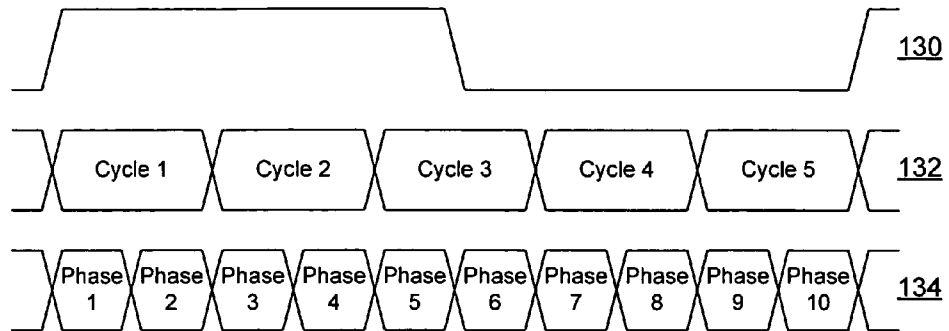 130
Cycle 1 Cycle 2 Cycle 3 Cycle 4 Cycle 5 132
Phase Phase Phase Phase Phase Phase Phase Phase Phase Phase
1 2 3 4 5 6 7 8 9 10 134